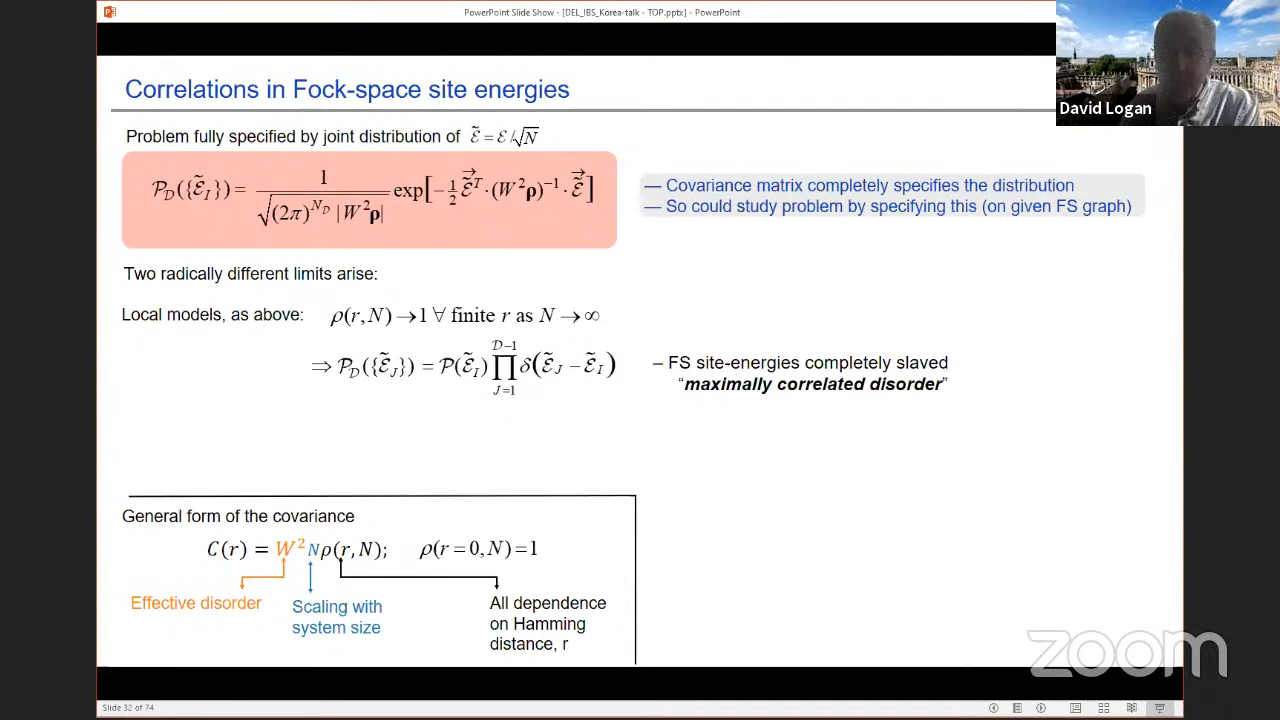 PowerPoint Slide Show - [DEL_IBS_Korea-talk - TOP.pptx] - PowerPoint
David Logan
Correlations in Fock-space site energies
Problem fully specified by joint distribution of ℰ̃ = ℰ/√N
𝒫_𝒟({ℰ̃_I}) = 1/√((2π)^{N_𝒟} |W²ρ|) exp[−½ ℰ̃⃗^T · (W²ρ)^{−1} · ℰ̃⃗]
— Covariance matrix completely specifies the distribution
— So could study problem by specifying this (on given FS graph)
Two radically different limits arise:
Local models, as above: ρ(r,N) → 1 ∀ finite r as N → ∞
⇒ 𝒫_𝒟({ℰ̃_J}) = 𝒫(ℰ̃_I) ∏_{J=1}^{𝒟−1} δ(ℰ̃_J − ℰ̃_I)
– FS site-energies completely slaved
“maximally correlated disorder”
General form of the covariance
C(r) = W²Nρ(r,N); ρ(r=0,N)=1
Effective disorder
Scaling with
system size
All dependence
on Hamming
distance, r
zoom
Slide 32 of 74